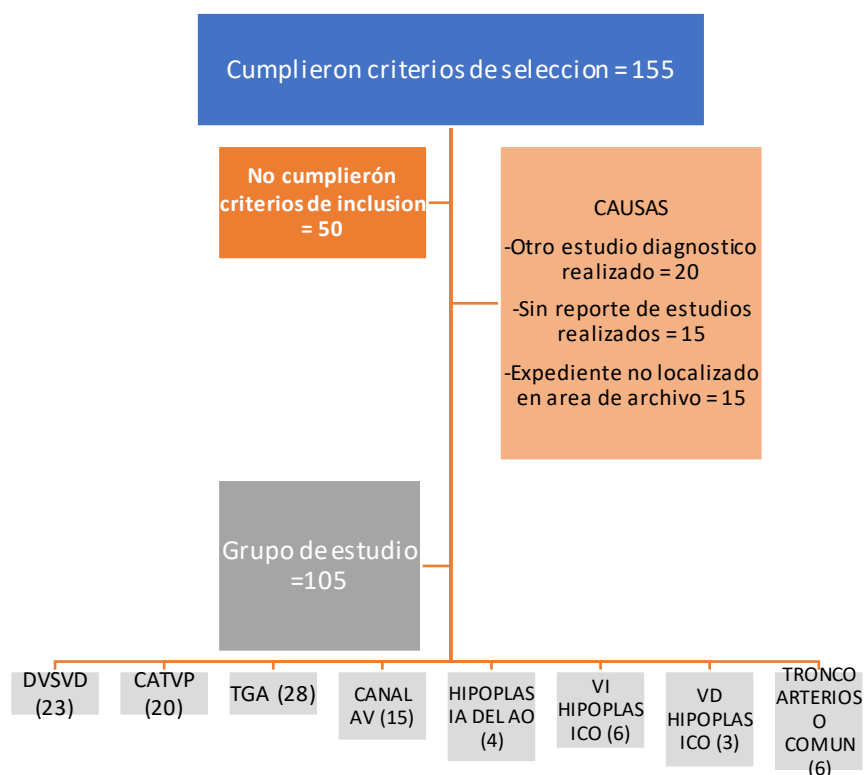 Cumplieron criterios de seleccion = 155
No cumplierón
criterios de inclusion
= 50
CAUSAS
-Otro estudio diagnostico
realizado = 20
-Sin reporte de estudios
realizados = 15
-Expediente no localizado
en area de archivo = 15
Grupo de estudio
=105
DVSVD
(23)
CATVP
(20)
TGA (28)
CANAL
AV (15)
HIPOPLAS
IA DEL AO
(4)
VI
HIPOPLAS
ICO (6)
VD
HIPOPLAS
ICO (3)
TRONCO
ARTERIOS
O
COMUN
(6)